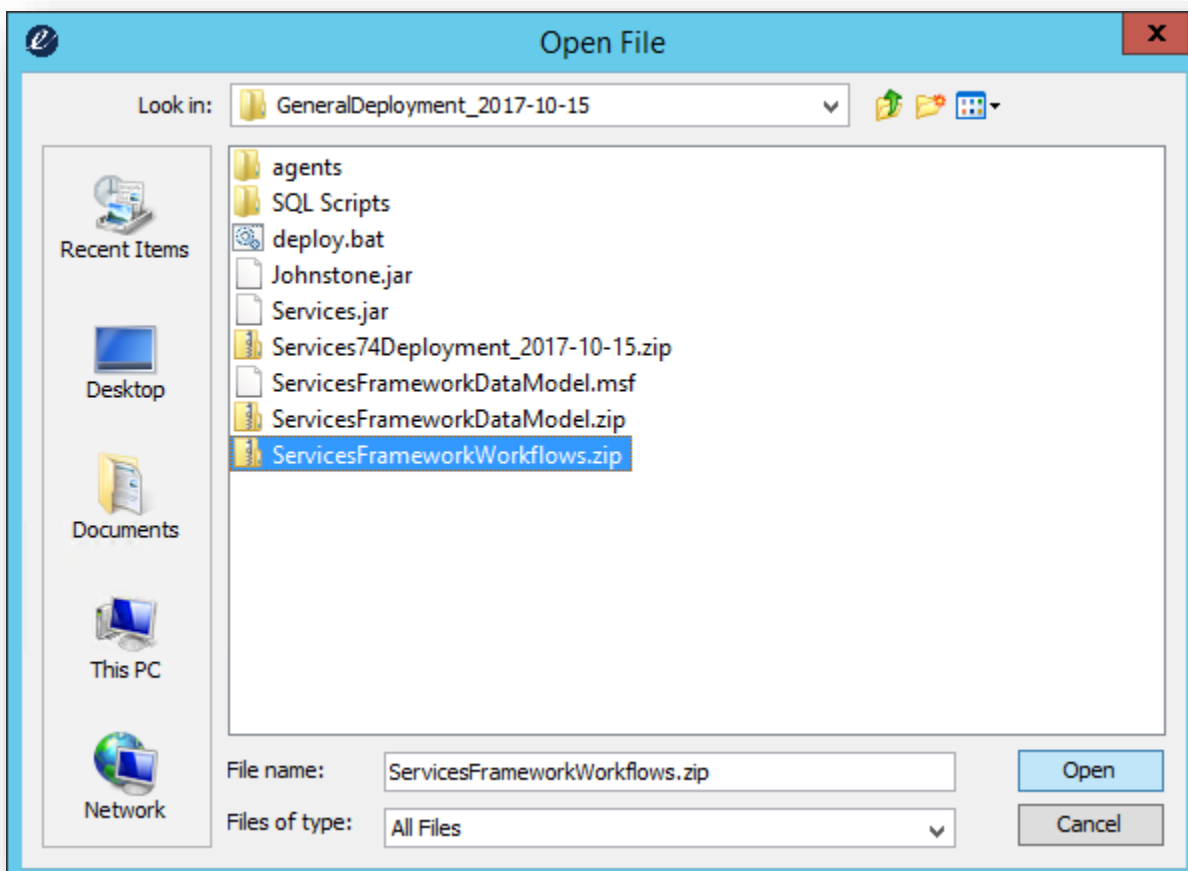 Open File
x
Look in:
GeneralDeployment_2017-10-15
Recent Items
Desktop
Documents
This PC
Network
agents
SQL Scripts
deploy.bat
Johnstone.jar
Services.jar
Services74Deployment_2017-10-15.zip
ServicesFrameworkDataModel.msf
ServicesFrameworkDataModel.zip
ServicesFrameworkWorkflows.zip
File name:
ServicesFrameworkWorkflows.zip
Open
Files of type:
All Files
Cancel